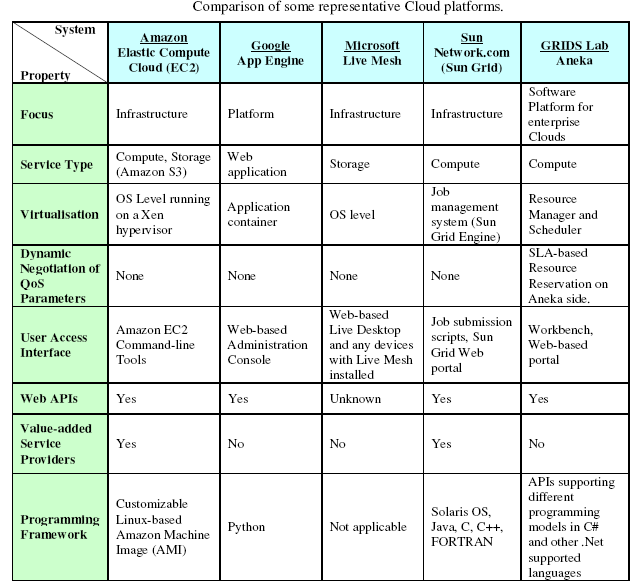 Comparison of some representative Cloud platforms.
System
Property
Amazon
Elastic Compute
Cloud (EC2)
Google
App Engine
Microsoft
Live Mesh
Sun
Network.com
(Sun Grid)
GRIDS Lab
Aneka
Focus
Infrastructure
Platform
Infrastructure
Infrastructure
Software
Platform for
enterprise
Clouds
Service Type
Compute, Storage
(Amazon S3)
Web
application
Storage
Compute
Compute
Virtualisation
OS Level running
on a Xen
hypervisor
Application
container
OS level
Job
management
system (Sun
Grid Engine)
Resource
Manager and
Scheduler
Dynamic
Negotiation of
QoS
Parameters
None
None
None
None
SLA-based
Resource
Reservation on
Aneka side.
User Access
Interface
Amazon EC2
Command-line
Tools
Web-based
Administration
Console
Web-based
Live Desktop
and any devices
with Live Mesh
installed
Job submission
scripts, Sun
Grid Web
portal
Workbench,
Web-based
portal
Web APIs
Yes
Yes
Unknown
Yes
Yes
Value-added
Service
Providers
Yes
No
No
Yes
No
Programming
Framework
Customizable
Linux-based
Amazon Machine
Image (AMI)
Python
Not applicable
Solaris OS,
Java, C, C++,
FORTRAN
APIs supporting
different
programming
models in C#
and other .Net
supported
languages